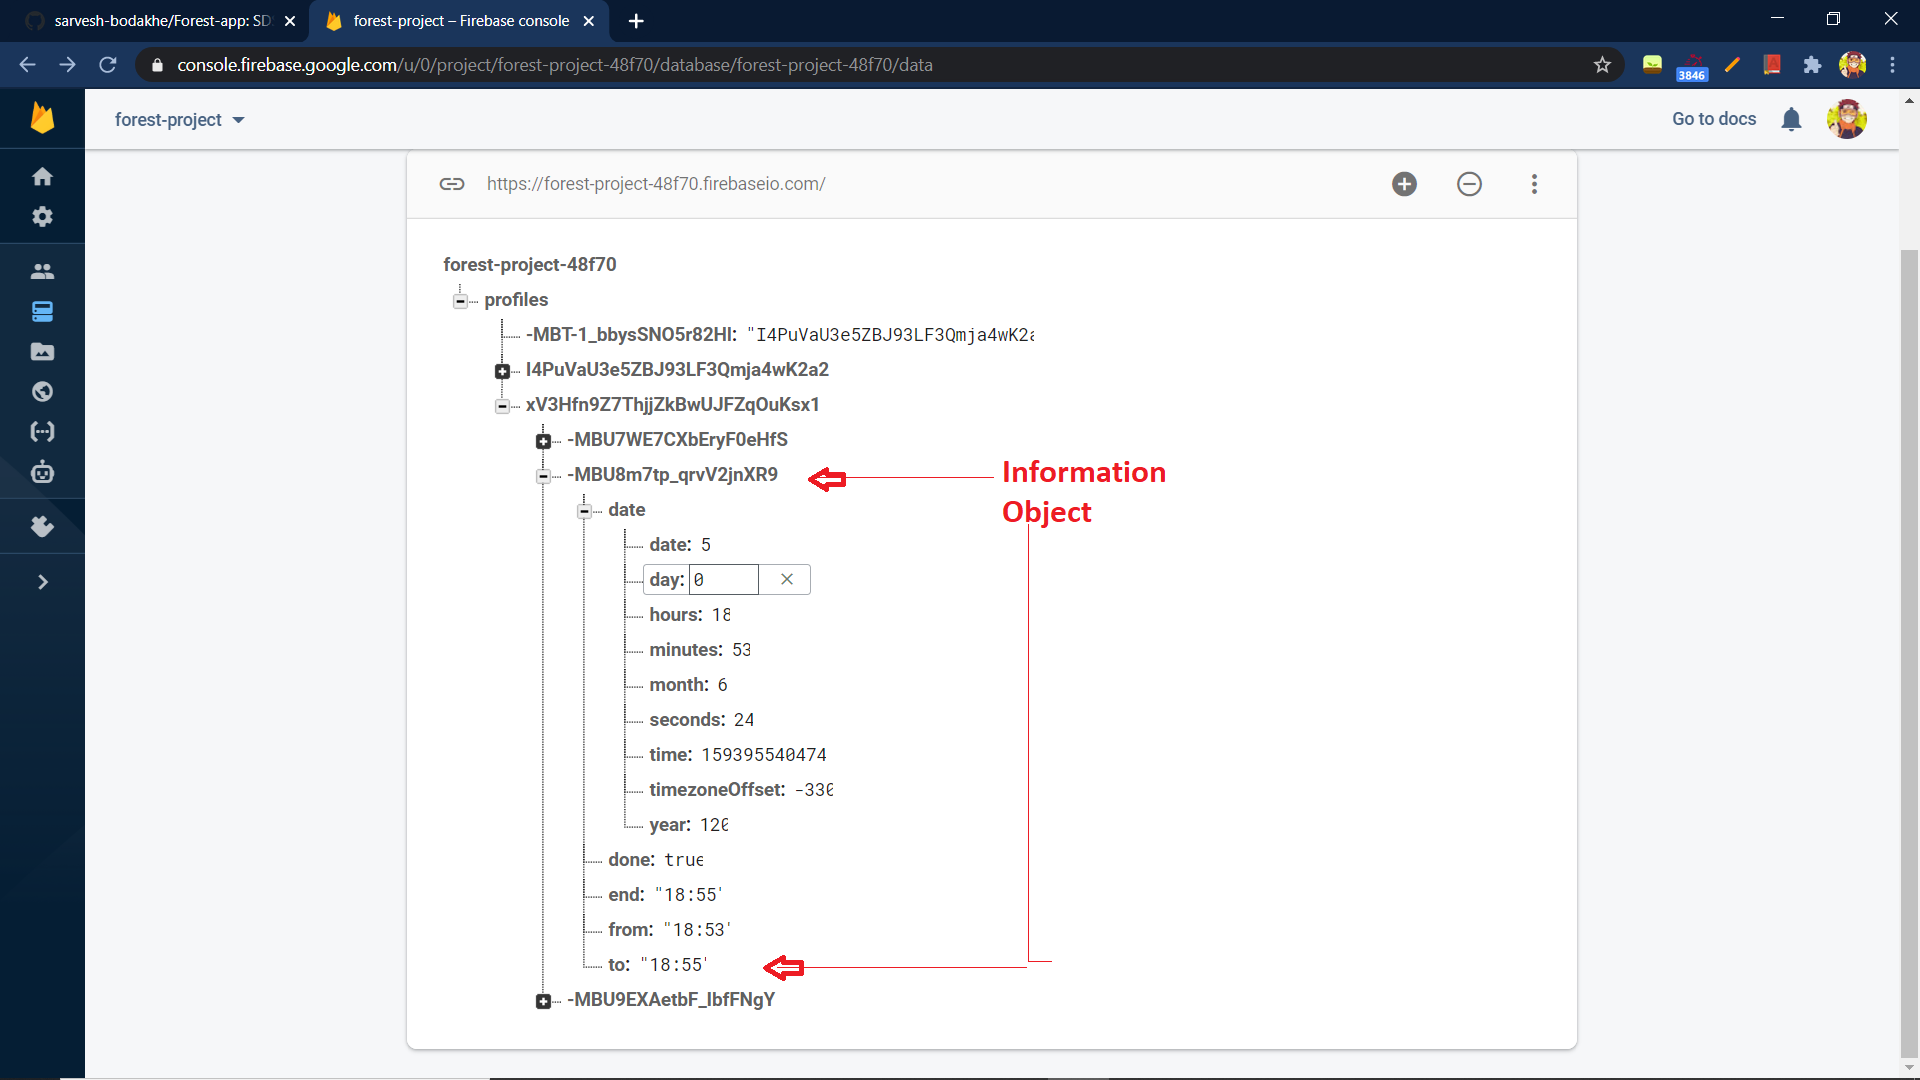 sarvesh-bodakhe/Forest-app: SD
forest-project – Firebase console
console.firebase.google.com/u/0/project/forest-project-48f70/database/forest-project-48f70/data
3846
forest-project
Go to docs
https://forest-project-48f70.firebaseio.com/
forest-project-48f70
profiles
-MBT-1_bbysSNO5r82HI: "I4PuVaU3e5ZBJ93LF3Qmja4wK2a
I4PuVaU3e5ZBJ93LF3Qmja4wK2a2
xV3Hfn9Z7ThjjZkBwUJFZqOuKsx1
-MBU7WE7CXbEryF0eHfS
-MBU8m7tp_qrvV2jnXR9
Information
Object
date
date: 5
day: 0
hours: 18
minutes: 53
month: 6
seconds: 24
time: 159395540474
timezoneOffset: -330
year: 120
done: true
end: "18:55"
from: "18:53"
to: "18:55"
-MBU9EXAetbF_IbfFNgY